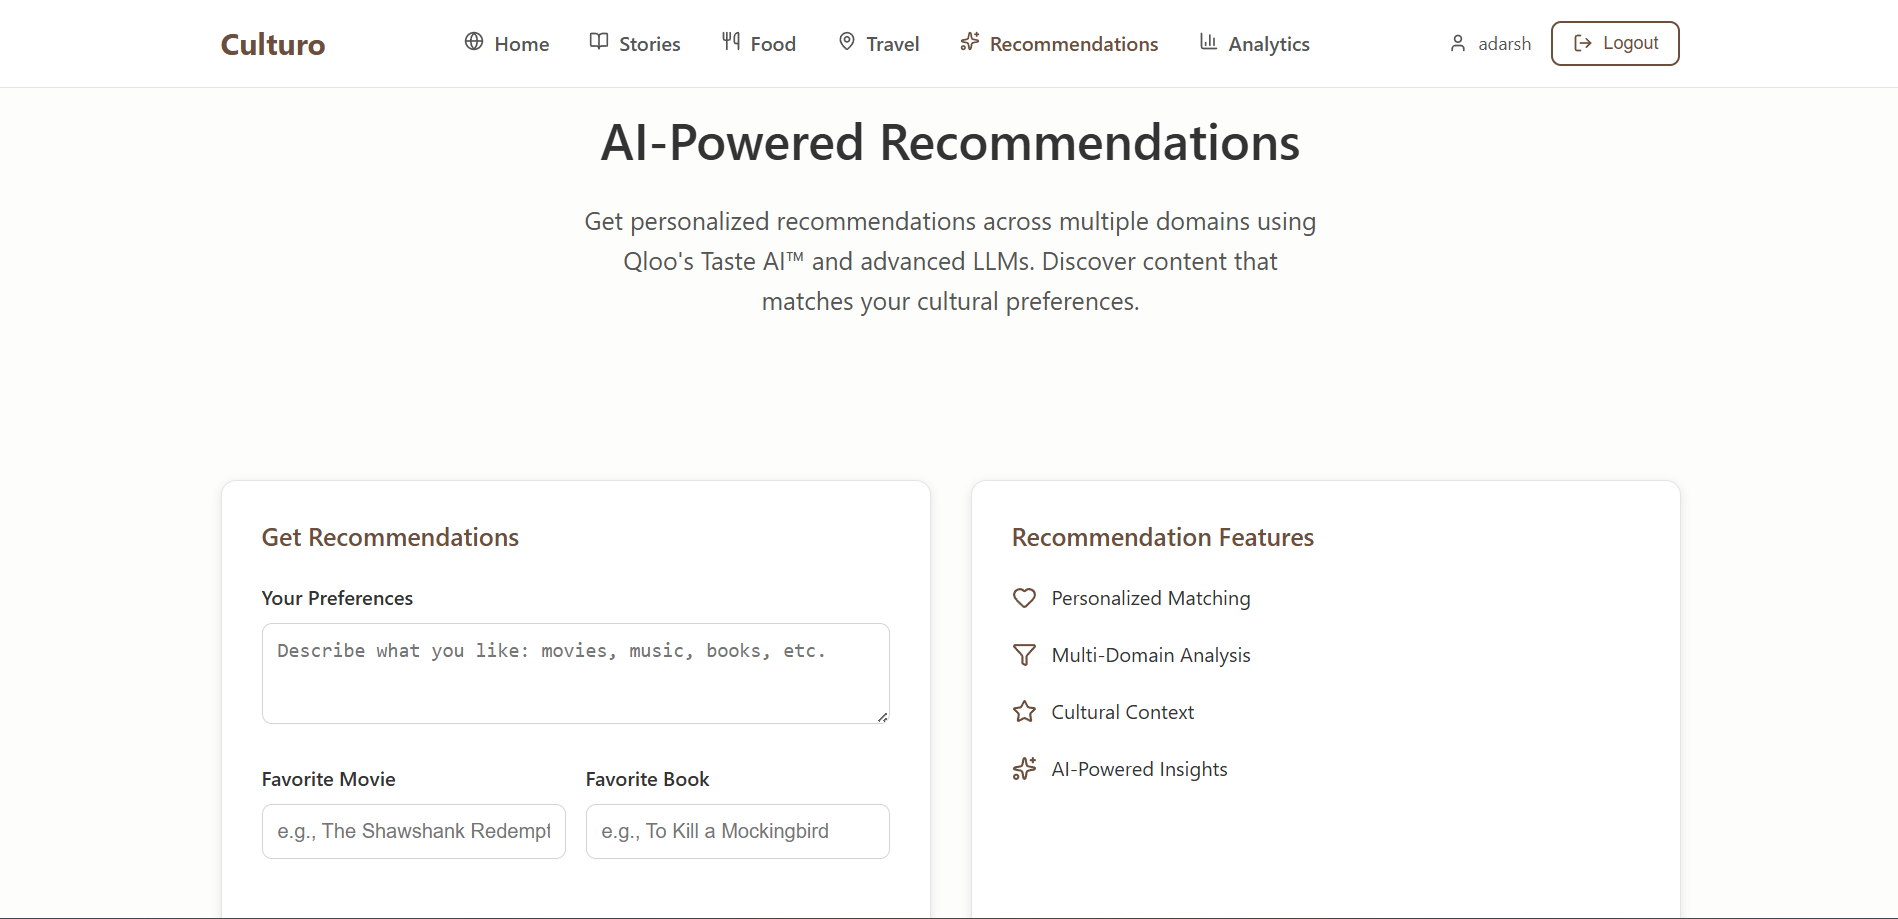 Culturo
Home
Stories
Food
Travel
Recommendations
Analytics
adarsh
Logout
AI-Powered Recommendations
Get personalized recommendations across multiple domains using
Qloo's Taste AI™ and advanced LLMs. Discover content that
matches your cultural preferences.
Get Recommendations
Your Preferences
Describe what you like: movies, music, books, etc.
Favorite Movie
e.g., The Shawshank Redempt
Favorite Book
e.g., To Kill a Mockingbird
Recommendation Features
Personalized Matching
Multi-Domain Analysis
Cultural Context
AI-Powered Insights